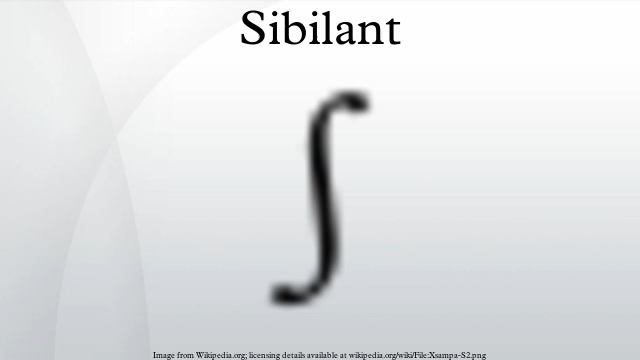 Sibilant
ʃ
Image from Wikipedia.org; licensing details available at wikipedia.org/wiki/File:Xsampa-S2.png